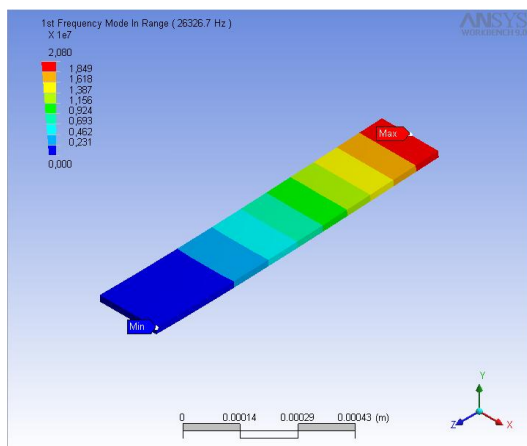 1st Frequency Mode In Range ( 26326.7 Hz )
X 1e7
2,080
1,849
1,618
1,387
1,156
0,924
0,693
0,462
0,231
0,000
ANSYS
Max
Min
0
0.00014
0.00029
0.00043 (m)
Y
Z
X